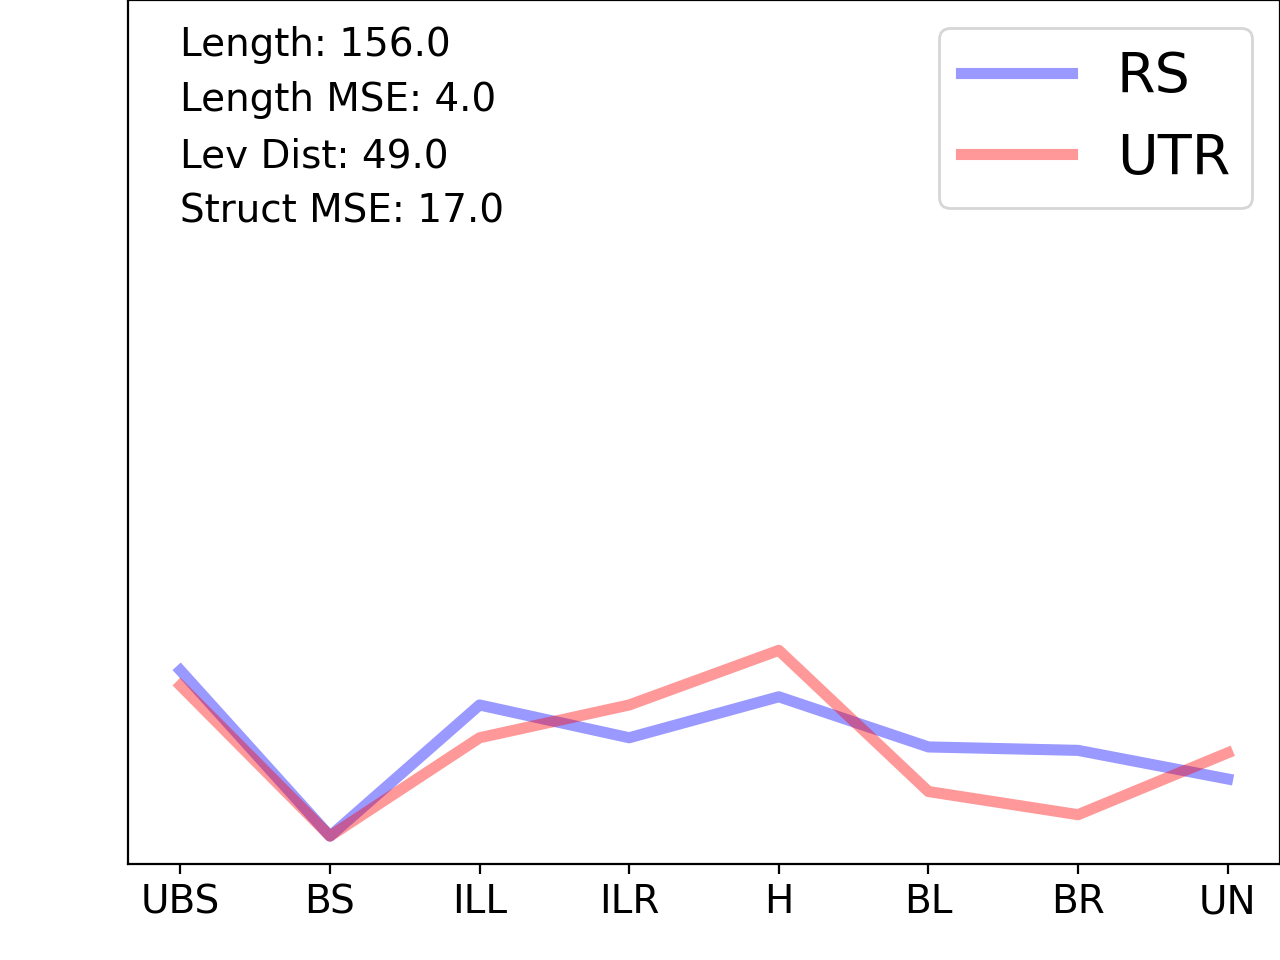 Length: 156.0
Length MSE: 4.0
Lev Dist: 49.0
Struct MSE: 17.0
RS
UTR
UBS BS ILL ILR H BL BR UN